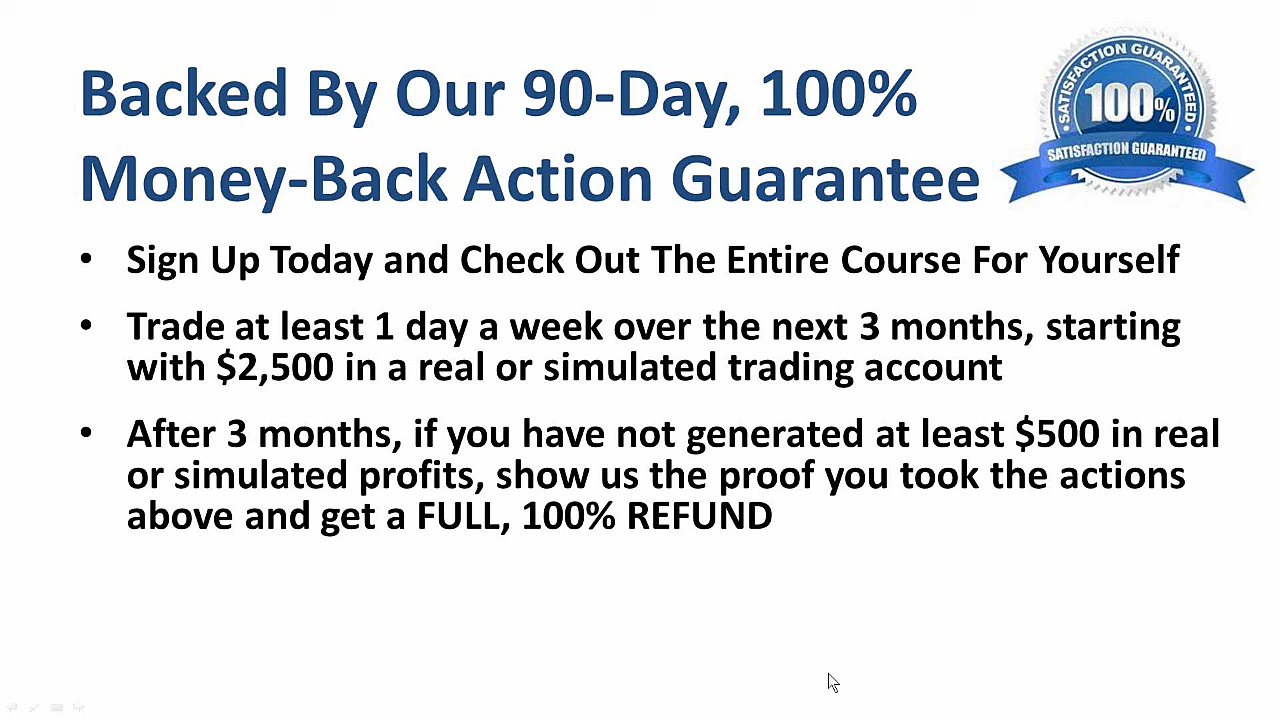 Backed By Our 90-Day, 100%
Money-Back Action Guarantee
SATISFACTION GUARANTEED
100%
SATISFACTION GUARANTEED
• Sign Up Today and Check Out The Entire Course For Yourself
• Trade at least 1 day a week over the next 3 months, starting
with $2,500 in a real or simulated trading account
• After 3 months, if you have not generated at least $500 in real
or simulated profits, show us the proof you took the actions
above and get a FULL, 100% REFUND